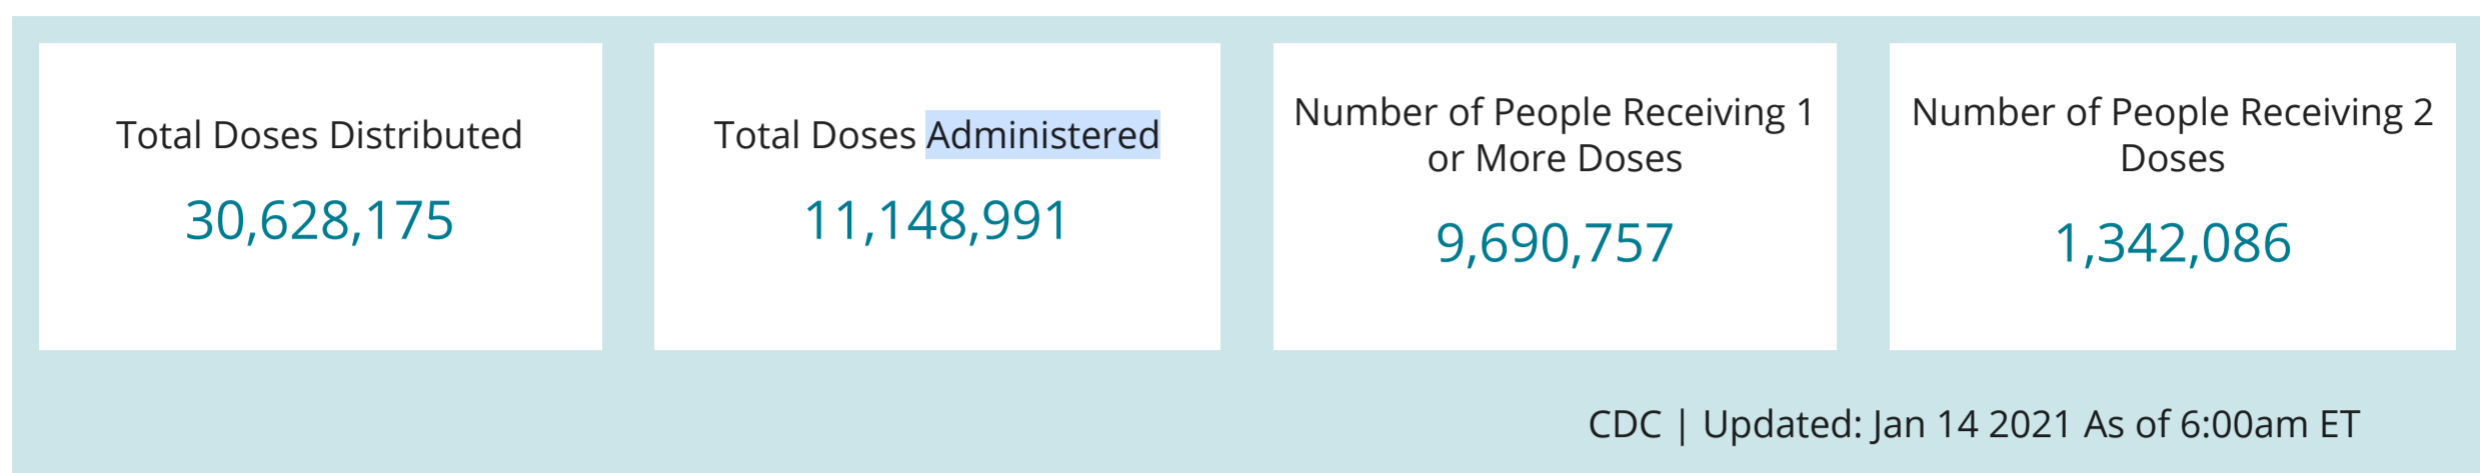 Total Doses Distributed
30,628,175
Total Doses Administered
11,148,991
Number of People Receiving 1
or More Doses
9,690,757
Number of People Receiving 2
Doses
1,342,086
CDC | Updated: Jan 14 2021 As of 6:00am ET